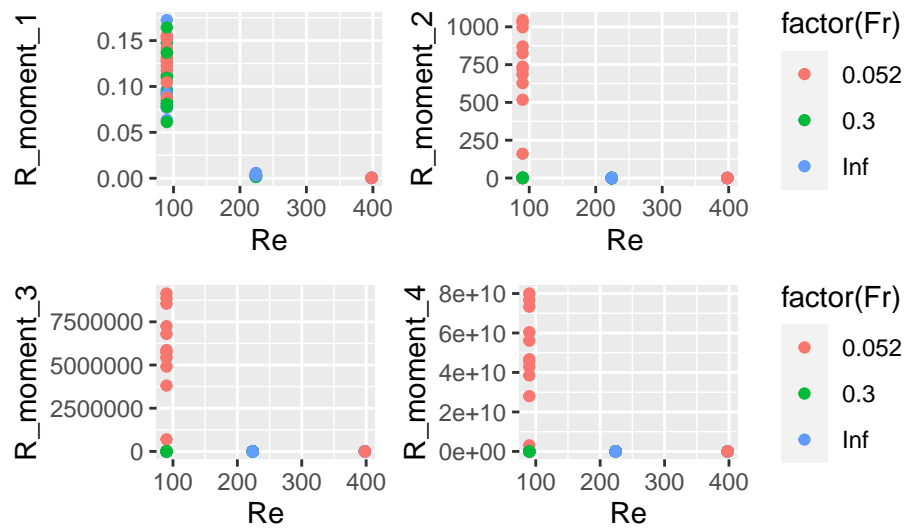 R_moment_1
0.15
0.10
0.05
0.00
100 200 300 400
Re
R_moment_2
1000
750
500
250
0
100 200 300 400
Re
factor(Fr)
0.052
0.3
Inf
R_moment_3
7500000
5000000
2500000
0
100 200 300 400
Re
R_moment_4
8e+10
6e+10
4e+10
2e+10
0e+00
100 200 300 400
Re
factor(Fr)
0.052
0.3
Inf